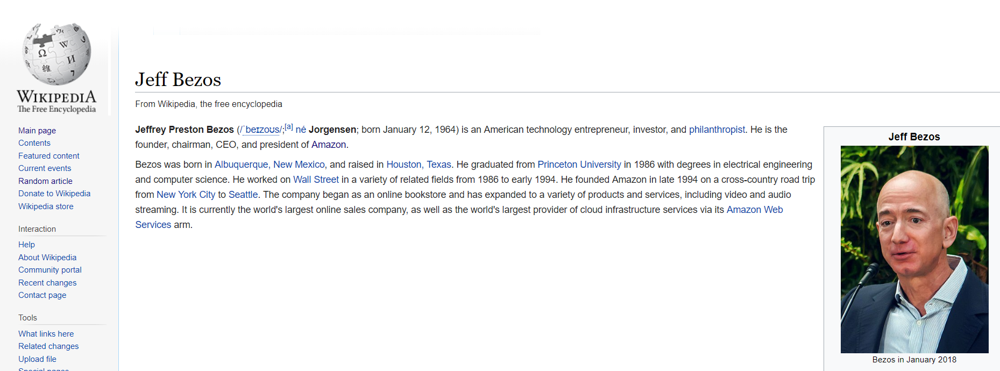 Ω W И 維 7
WIKIPEDIA
The Free Encyclopedia
Main page
Contents
Featured content
Current events
Random article
Donate to Wikipedia
Wikipedia store
Interaction
Help
About Wikipedia
Community portal
Recent changes
Contact page
Tools
What links here
Related changes
Upload file
Special pages
Jeff Bezos
From Wikipedia, the free encyclopedia
Jeffrey Preston Bezos (/ˈbeɪzoʊs/;[a] né Jorgensen; born January 12, 1964) is an American technology entrepreneur, investor, and philanthropist. He is the
founder, chairman, CEO, and president of Amazon.
Bezos was born in Albuquerque, New Mexico, and raised in Houston, Texas. He graduated from Princeton University in 1986 with degrees in electrical engineering
and computer science. He worked on Wall Street in a variety of related fields from 1986 to early 1994. He founded Amazon in late 1994 on a cross-country road trip
from New York City to Seattle. The company began as an online bookstore and has expanded to a variety of products and services, including video and audio
streaming. It is currently the world's largest online sales company, as well as the world's largest provider of cloud infrastructure services via its Amazon Web
Services arm.
Jeff Bezos
Bezos in January 2018